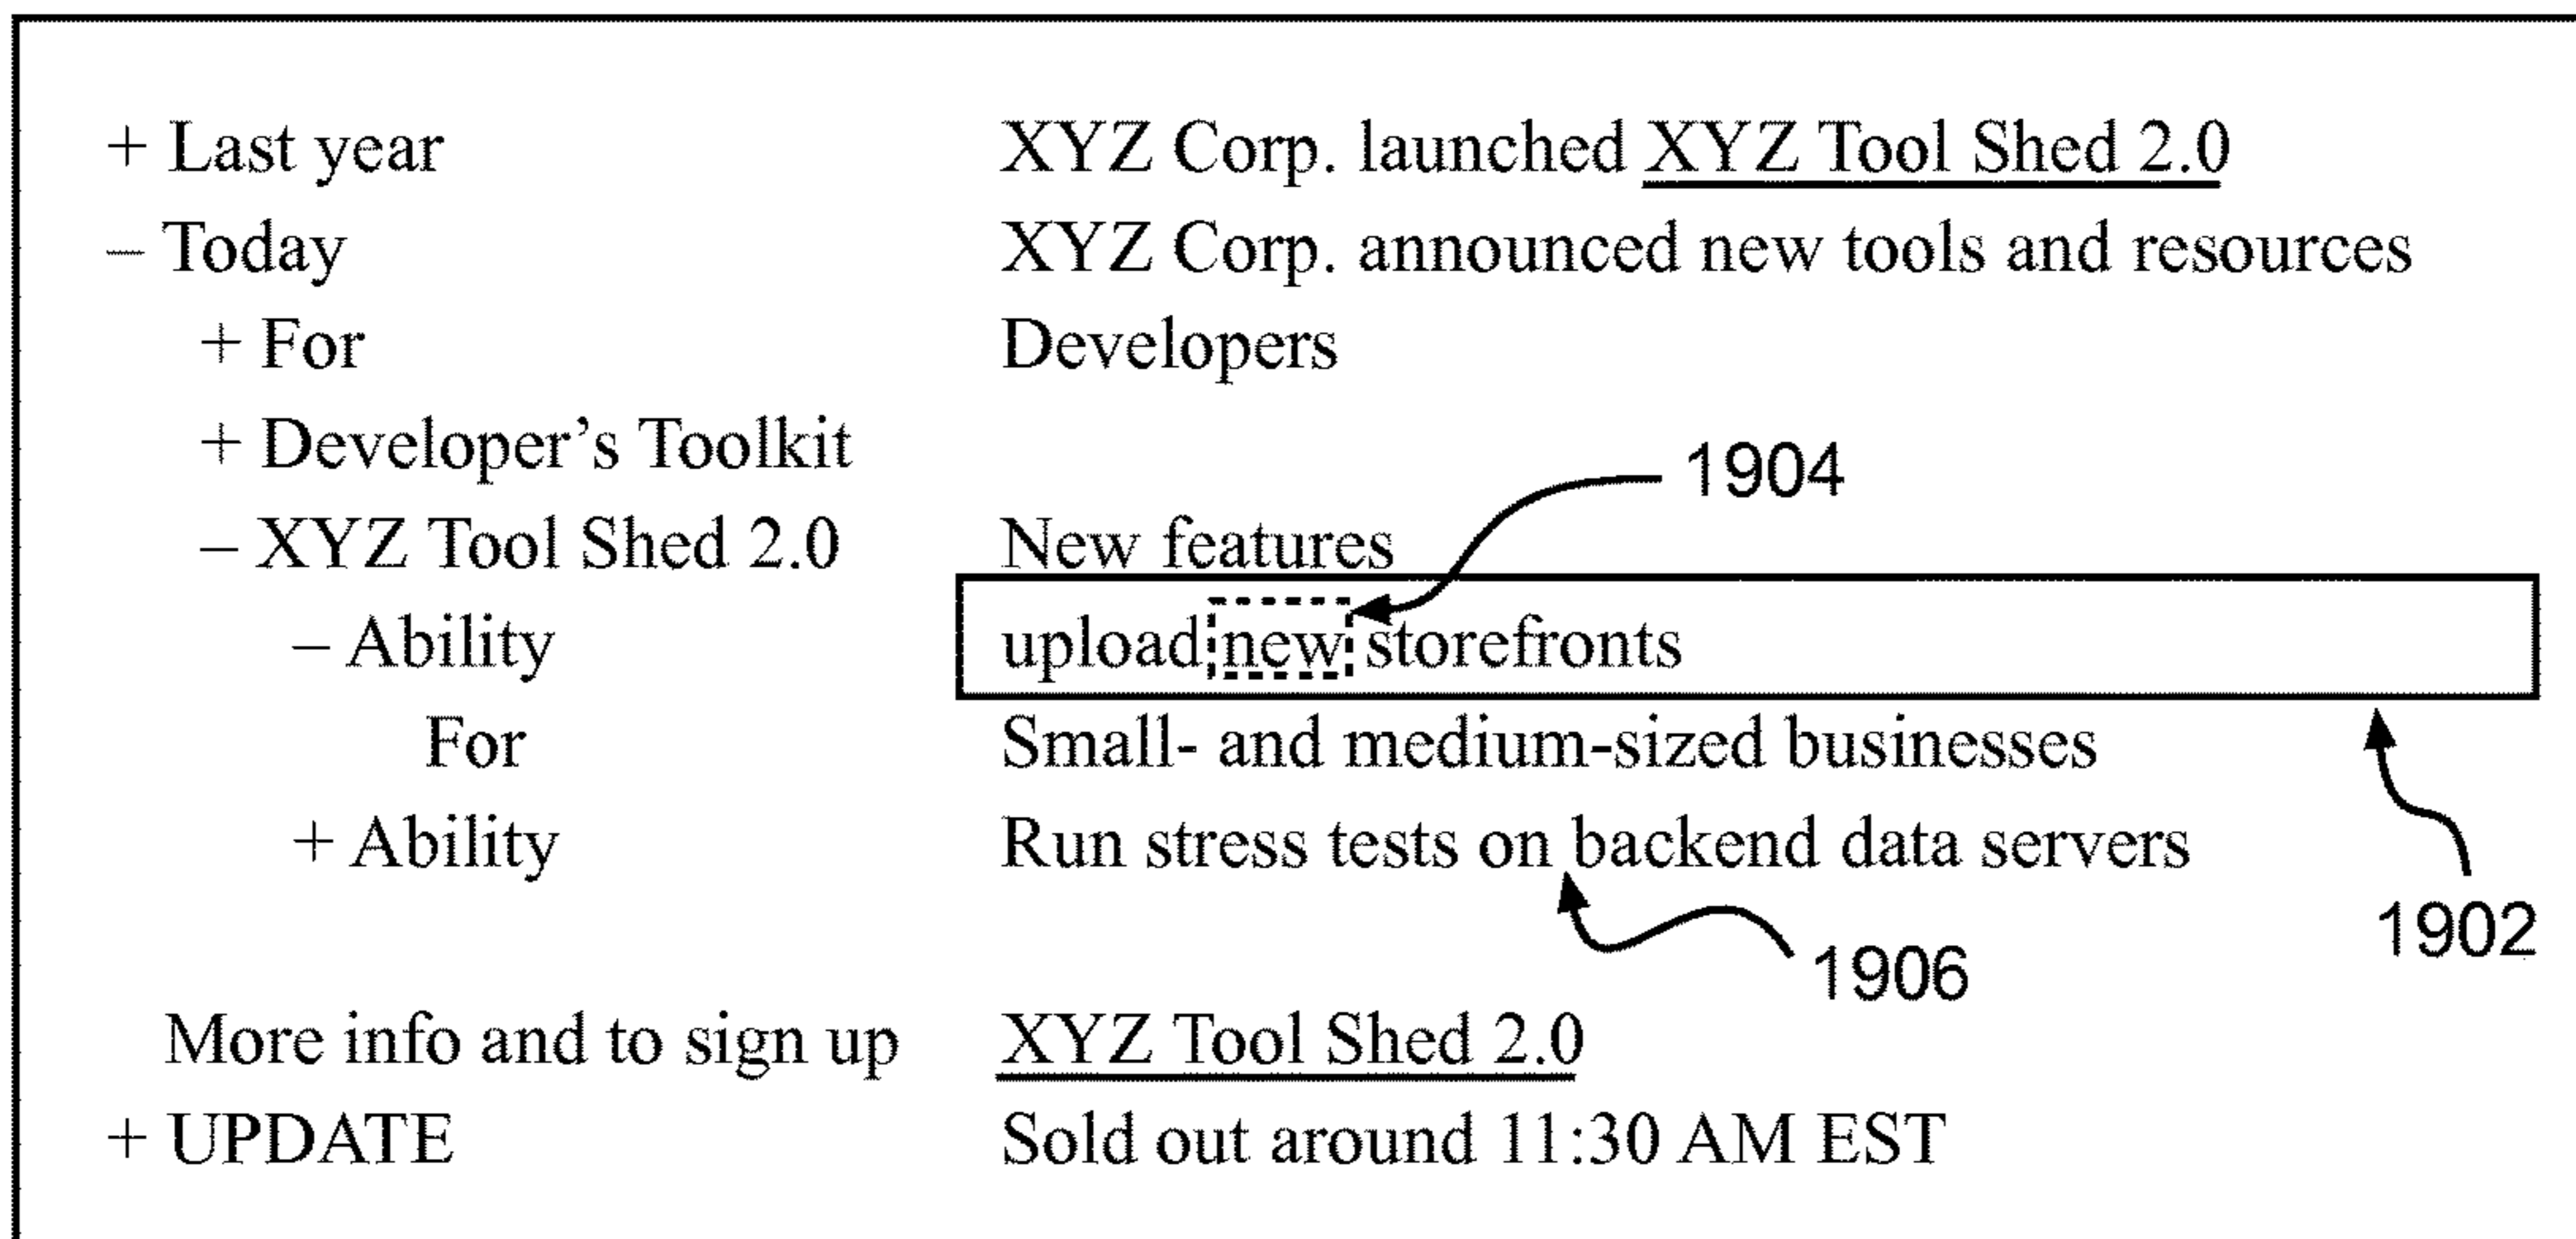 + Last year XYZ Corp. launched XYZ Tool Shed 2.0
– Today XYZ Corp. announced new tools and resources
+ For Developers
+ Developer’s Toolkit
1904
– XYZ Tool Shed 2.0 New features
– Ability upload new storefronts
For Small- and medium-sized businesses
+ Ability Run stress tests on backend data servers
1902
1906
More info and to sign up XYZ Tool Shed 2.0
+ UPDATE Sold out around 11:30 AM EST